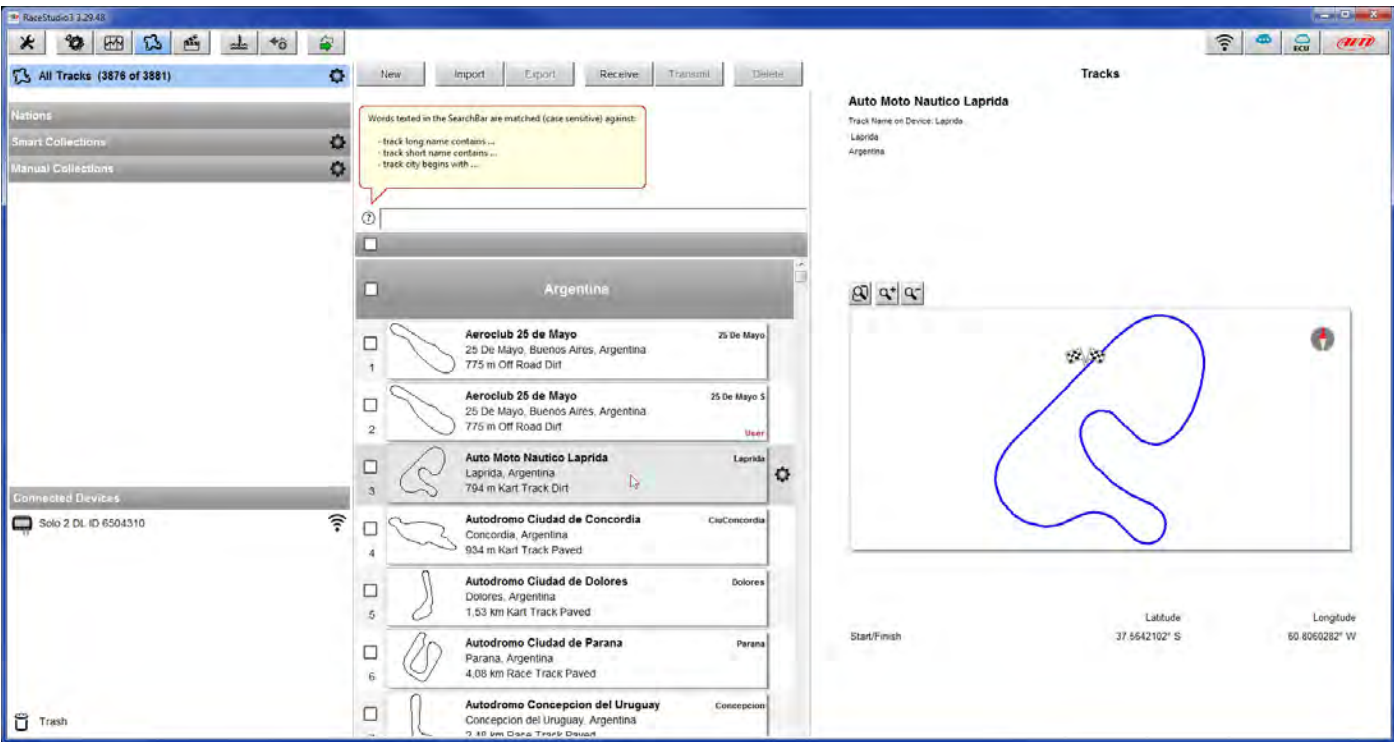 RaceStudio3 3.29.48
ECU
AiM
All Tracks (3876 of 3881)
Nations
Smart Collections
Manual Collections
Connected Devices
Solo 2 DL ID 6504310
Trash
New
Import
Export
Receive
Transmit
Delete
Words texted in the SearchBar are matched (case sensitive) against:
- track long name contains ...
- track short name contains ...
- track city begins with ...
?
Argentina
Aeroclub 25 de Mayo
25 De Mayo
25 De Mayo, Buenos Aires, Argentina
775 m Off Road Dirt
1
Aeroclub 25 de Mayo
25 De Mayo S
25 De Mayo, Buenos Aires, Argentina
775 m Off Road Dirt
User
2
Auto Moto Nautico Laprida
Laprida
Laprida, Argentina
794 m Kart Track Dirt
3
Autodromo Ciudad de Concordia
CiuConcordia
Concordia, Argentina
934 m Kart Track Paved
4
Autodromo Ciudad de Dolores
Dolores
Dolores, Argentina
1.53 km Kart Track Paved
5
Autodromo Ciudad de Parana
Parana
Parana, Argentina
4.08 km Race Track Paved
6
Autodromo Concepcion del Uruguay
Concepcion
Concepcion del Uruguay, Argentina
2.48 km Race Track Paved
Tracks
Auto Moto Nautico Laprida
Track Name on Device: Laprida
Laprida
Argentina
Latitude
Longitude
Start/Finish
37.5642102° S
60.8060282° W